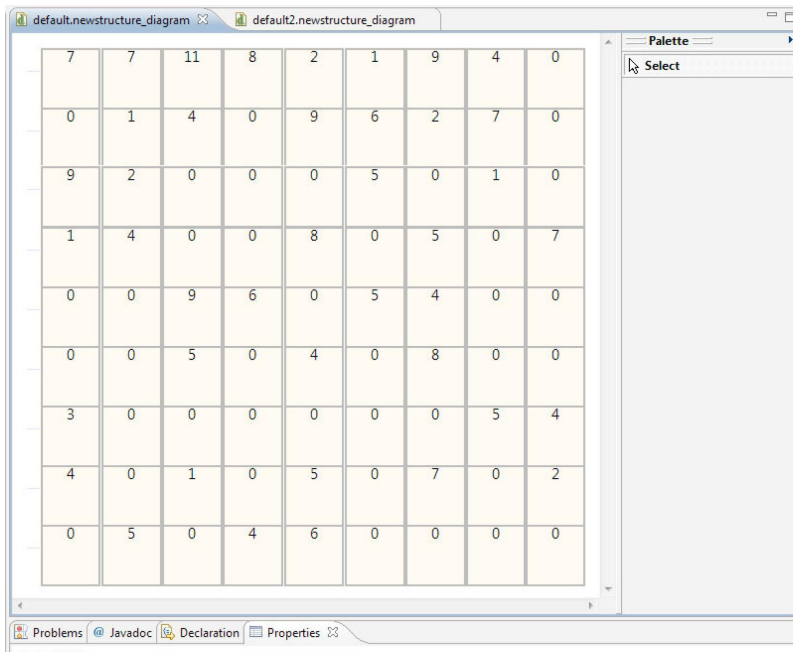 default.newstructure_diagram default2.newstructure_diagram
Palette
Select
7 7 11 8 2 1 9 4 0
0 1 4 0 9 6 2 7 0
9 2 0 0 0 5 0 1 0
1 4 0 0 8 0 5 0 7
0 0 9 6 0 5 4 0 0
0 0 5 0 4 0 8 0 0
3 0 0 0 0 0 0 5 4
4 0 1 0 5 0 7 0 2
0 5 0 4 6 0 0 0 0
Problems @ Javadoc Declaration Properties